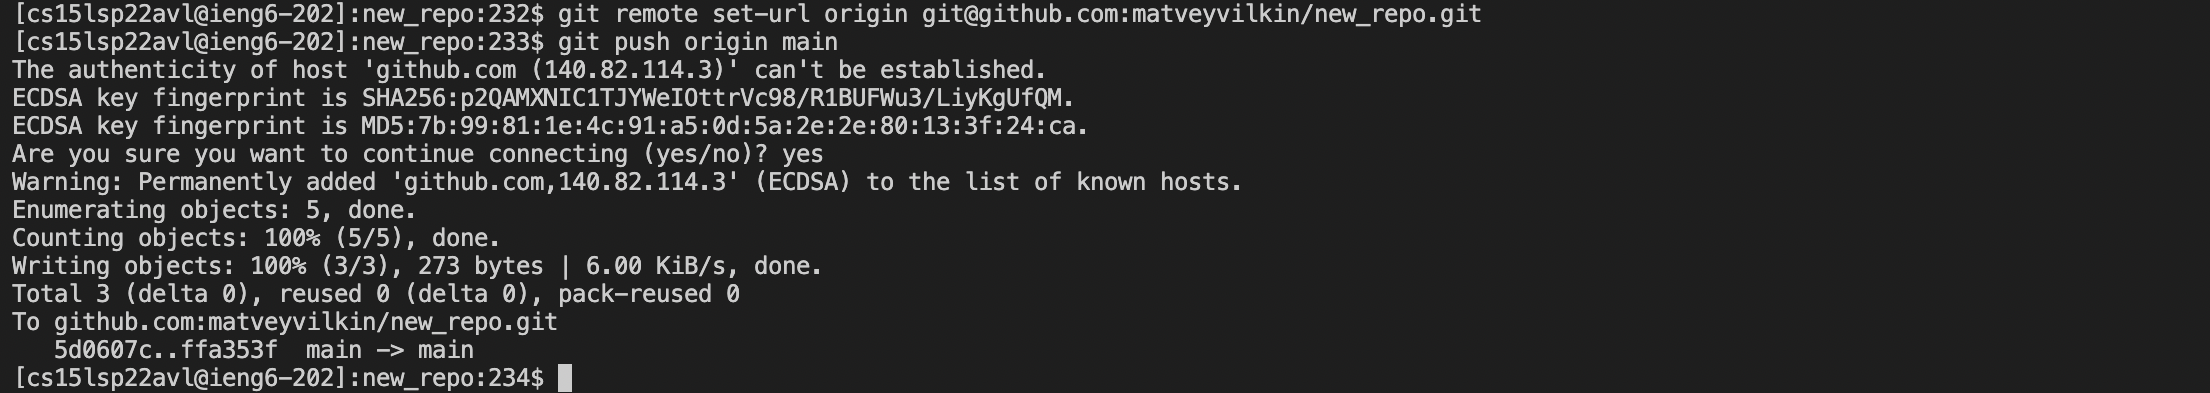 [cs15lsp22avl@ieng6-202]:new_repo:232$ git remote set-url origin git@github.com:matveyvilkin/new_repo.git
[cs15lsp22avl@ieng6-202]:new_repo:233$ git push origin main
The authenticity of host 'github.com (140.82.114.3)' can't be established.
ECDSA key fingerprint is SHA256:p2QAMXNIC1TJYWeIOttrVc98/R1BUFWu3/LiyKgUfQM.
ECDSA key fingerprint is MD5:7b:99:81:1e:4c:91:a5:0d:5a:2e:2e:80:13:3f:24:ca.
Are you sure you want to continue connecting (yes/no)? yes
Warning: Permanently added 'github.com,140.82.114.3' (ECDSA) to the list of known hosts.
Enumerating objects: 5, done.
Counting objects: 100% (5/5), done.
Writing objects: 100% (3/3), 273 bytes | 6.00 KiB/s, done.
Total 3 (delta 0), reused 0 (delta 0), pack-reused 0
To github.com:matveyvilkin/new_repo.git
   5d0607c..ffa353f  main -> main
[cs15lsp22avl@ieng6-202]:new_repo:234$